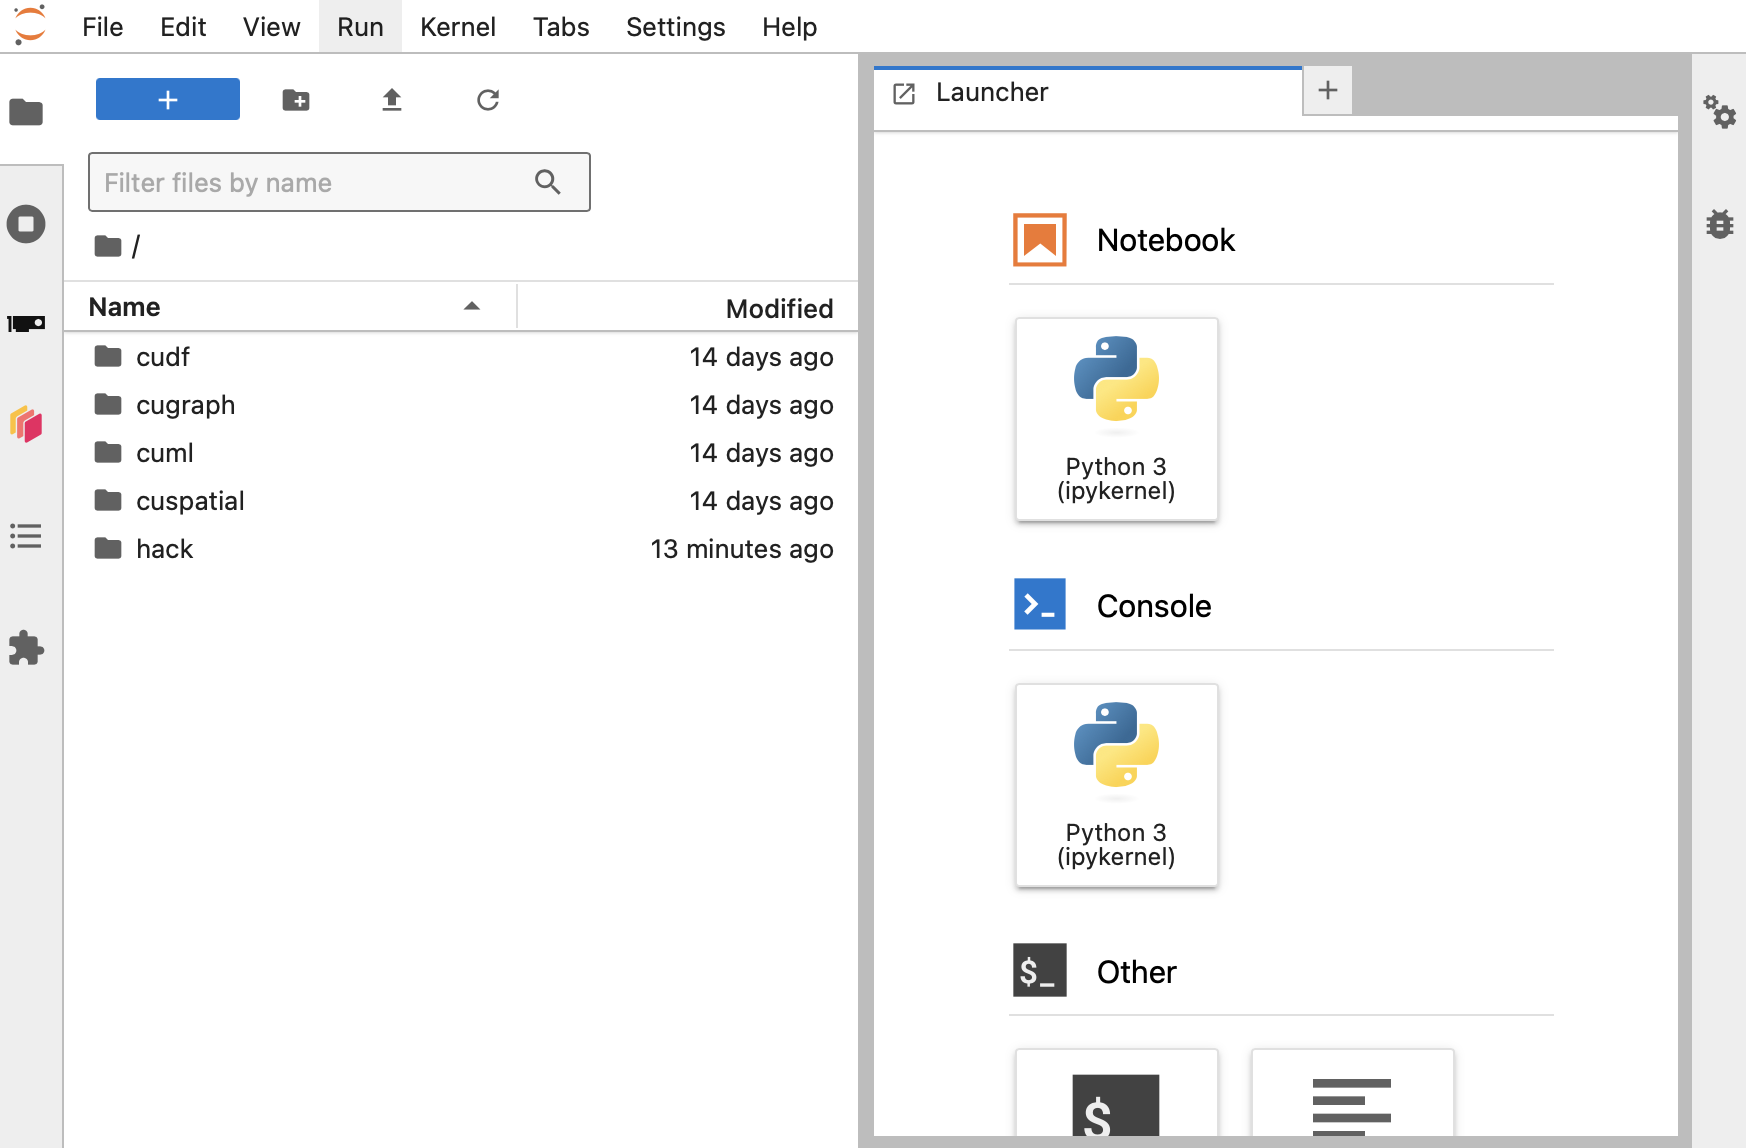 File Edit View Run Kernel Tabs Settings Help
Launcher
Filter files by name
/
Name Modified
cudf 14 days ago
cugraph 14 days ago
cuml 14 days ago
cuspatial 14 days ago
hack 13 minutes ago
Notebook
Python 3
(ipykernel)
Console
Python 3
(ipykernel)
$_ Other
$